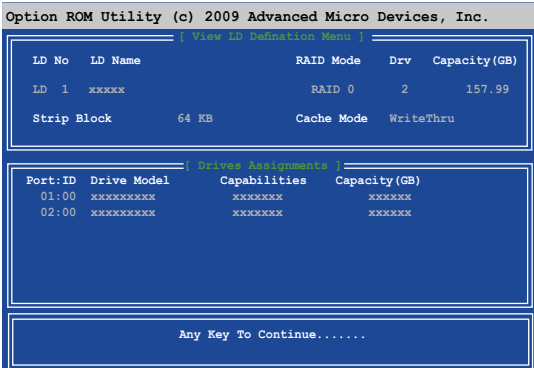 Option ROM Utility (c) 2009 Advanced Micro Devices, Inc.
[ View LD Defination Menu ]
LD No LD Name RAID Mode Drv Capacity(GB)
LD 1 xxxxx RAID 0 2 157.99
Strip Block 64 KB Cache Mode WriteThru
[ Drives Assignments ]
Port:ID Drive Model Capabilities Capacity(GB)
01:00 xxxxxxxxx xxxxxxx xxxxxx
02:00 xxxxxxxxx xxxxxxx xxxxxx
Any Key To Continue.......